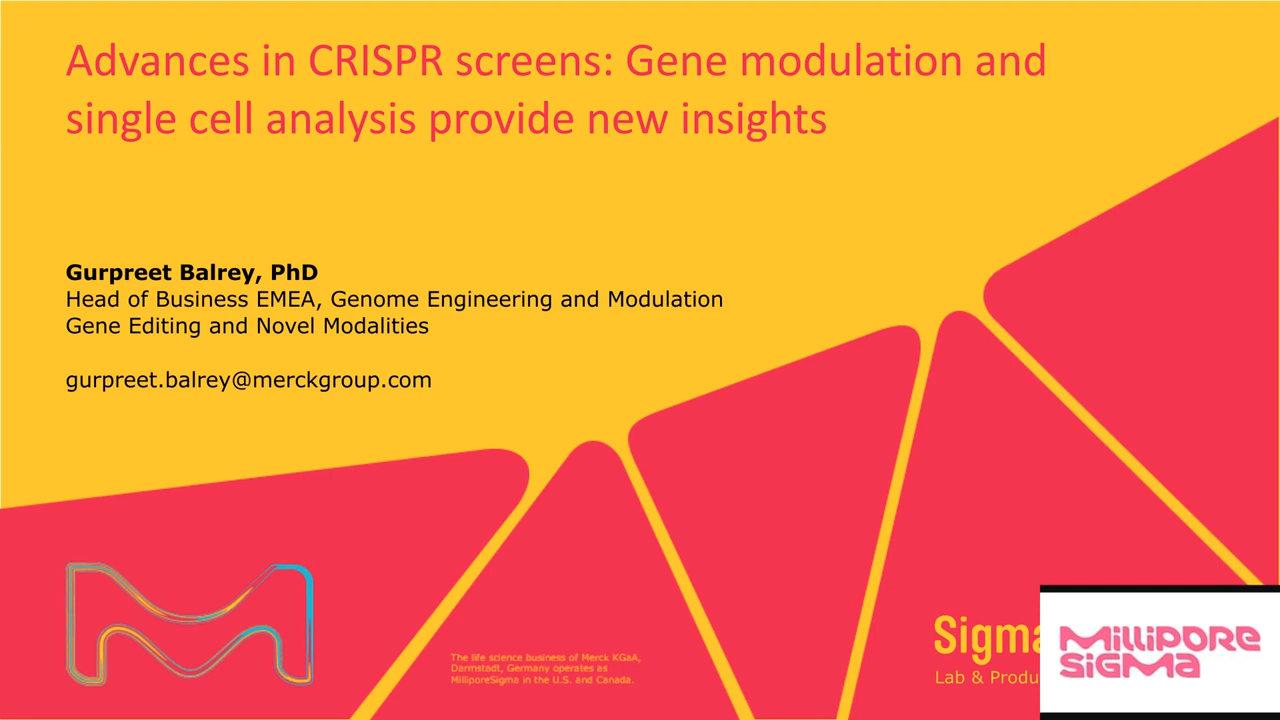 Advances in CRISPR screens: Gene modulation and
single cell analysis provide new insights
Gurpreet Balrey, PhD
Head of Business EMEA, Genome Engineering and Modulation
Gene Editing and Novel Modalities
gurpreet.balrey@merckgroup.com
The life science business of Merck KGaA,
Darmstadt, Germany operates as
MilliporeSigma in the U.S. and Canada.
Sigma
Lab & Produ
Millipore
Sigma